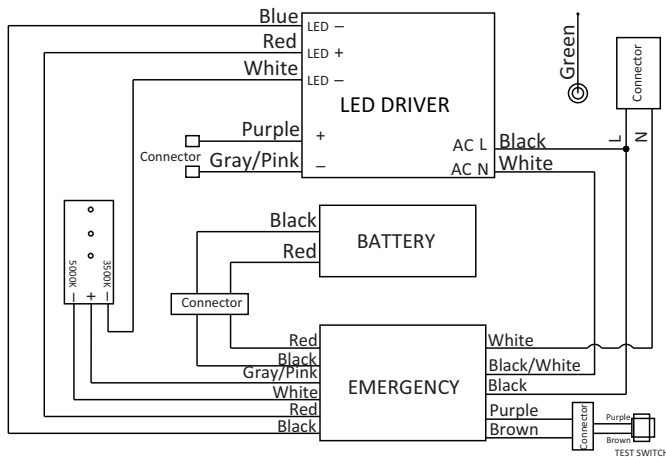 Blue
LED −
Red
LED +
White
LED −
LED DRIVER
Purple
+
Connector
Gray/Pink
−
AC L
Black
AC N
White
Green
Connector
L
N
5000K
−
+
3500K
−
Black
Red
BATTERY
Connector
Red
Black
Gray/Pink
White
Red
Black
EMERGENCY
White
Black/White
Black
Purple
Brown
Connector
Purple
Brown
TEST SWITCH